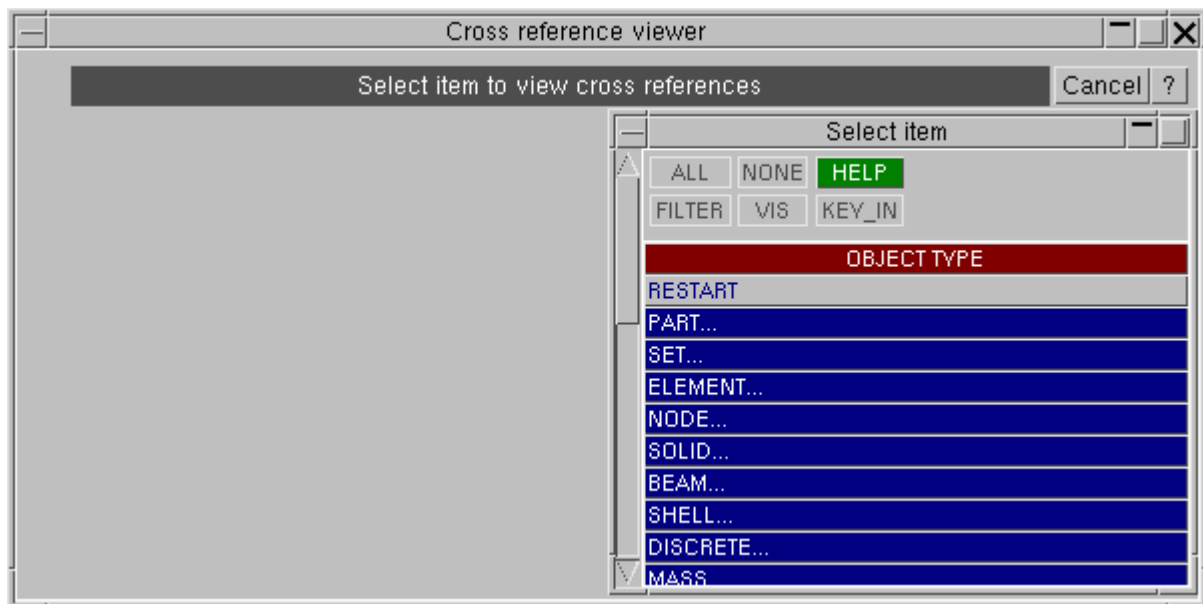 Cross reference viewer
Select item to view cross references
Cancel ?
Select item
ALL NONE HELP
FILTER VIS KEY_IN
OBJECT TYPE
RESTART
PART...
SET...
ELEMENT...
NODE...
SOLID...
BEAM...
SHELL...
DISCRETE...
MASS